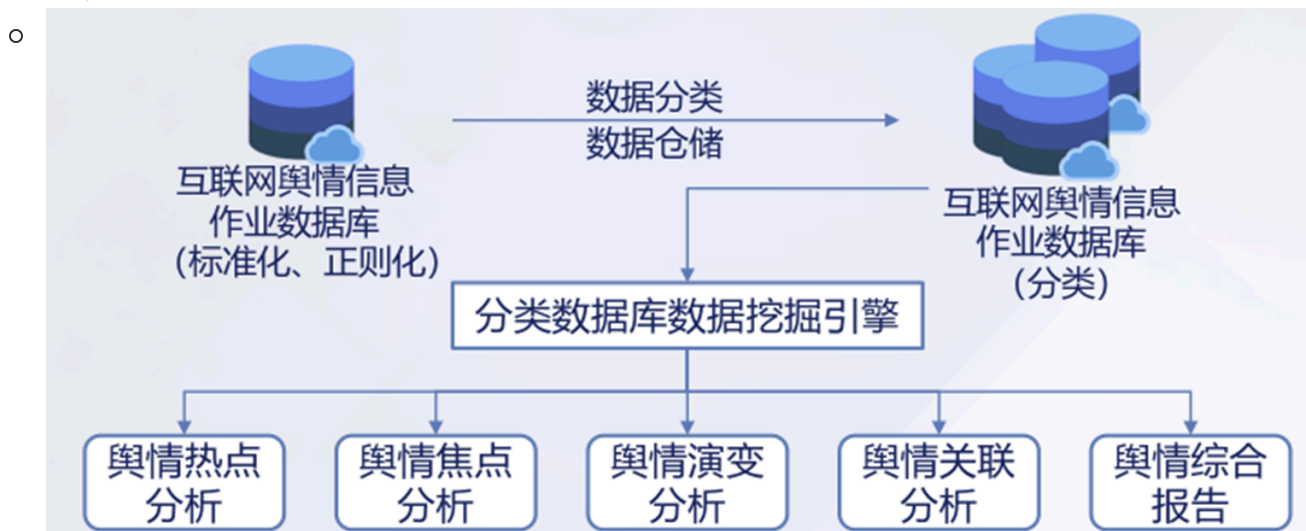 数据分类
数据仓储
互联网舆情信息
作业数据库
（标准化、正则化）
互联网舆情信息
作业数据库
（分类）
分类数据库数据挖掘引擎
舆情热点
分析
舆情焦点
分析
舆情演变
分析
舆情关联
分析
舆情综合
报告